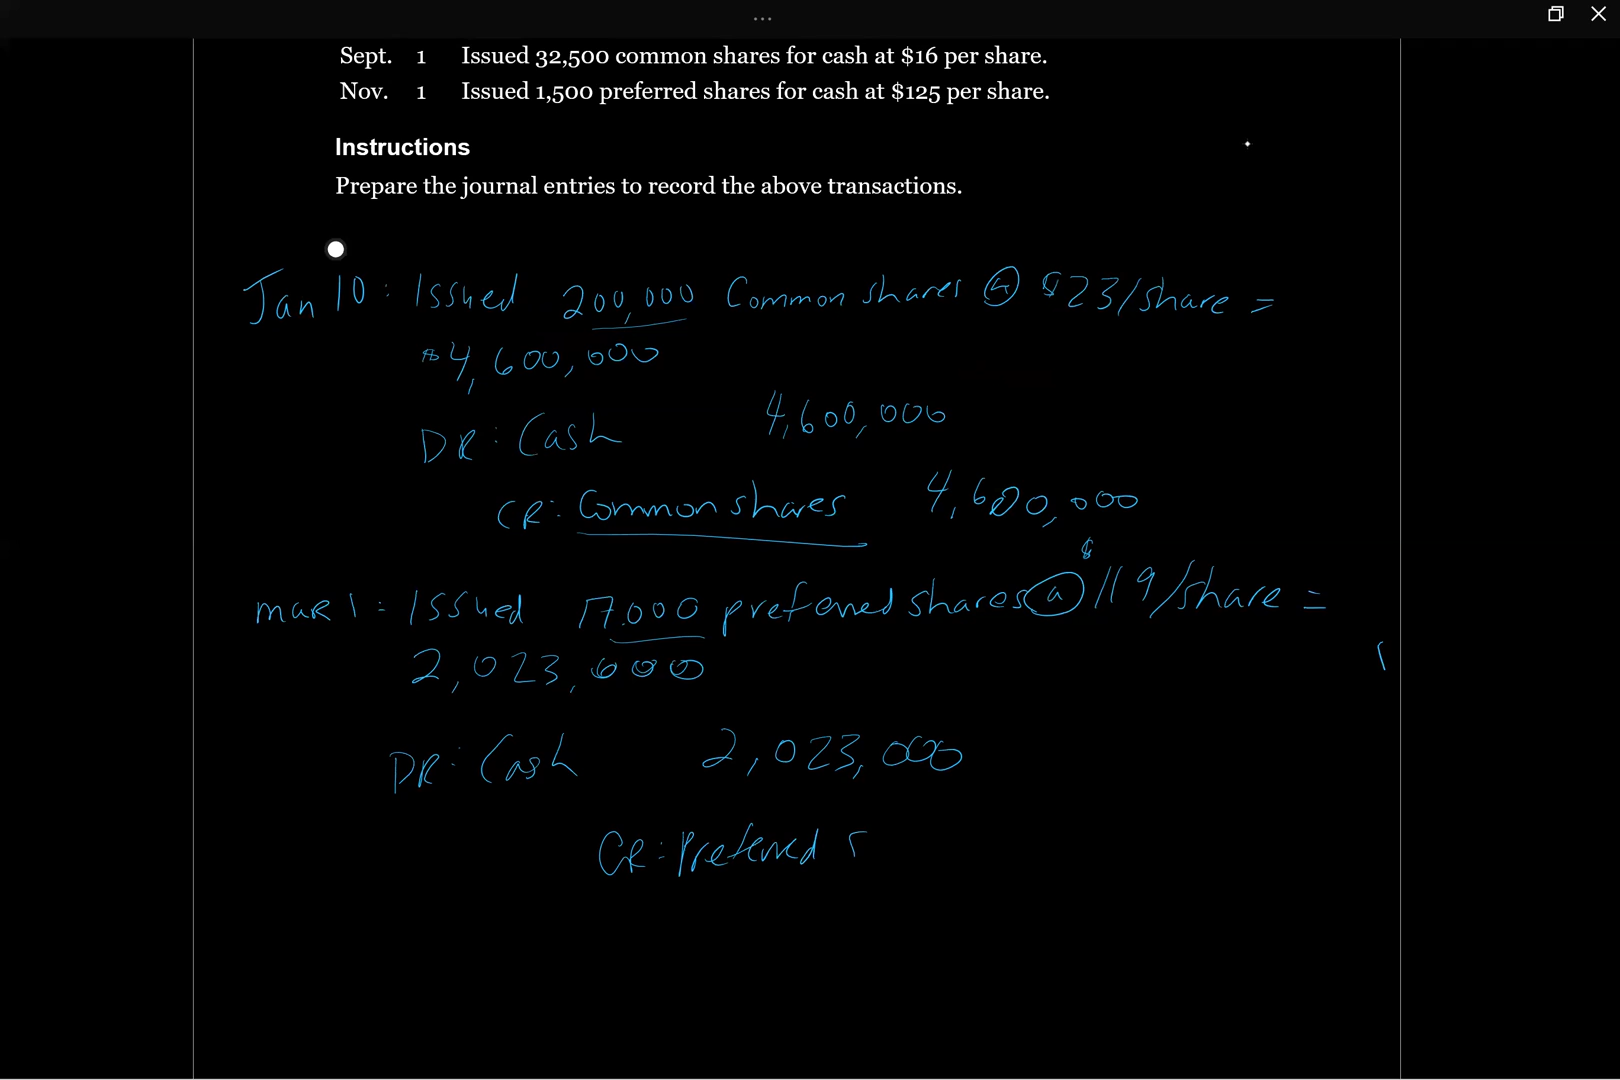 Sept. 1 Issued 32,500 common shares for cash at $16 per share.
Nov. 1 Issued 1,500 preferred shares for cash at $125 per share.
Instructions
Prepare the journal entries to record the above transactions.
Jan 10: Issued 200,000 Common shares @ $23/share =
$4,600,000
DR: Cash 4,600,000
CR: Common shares 4,600,000
mar 1: Issued 17,000 preferred shares @ $119/share =
2,023,000
DR: Cash 2,023,000
CR: Preferred